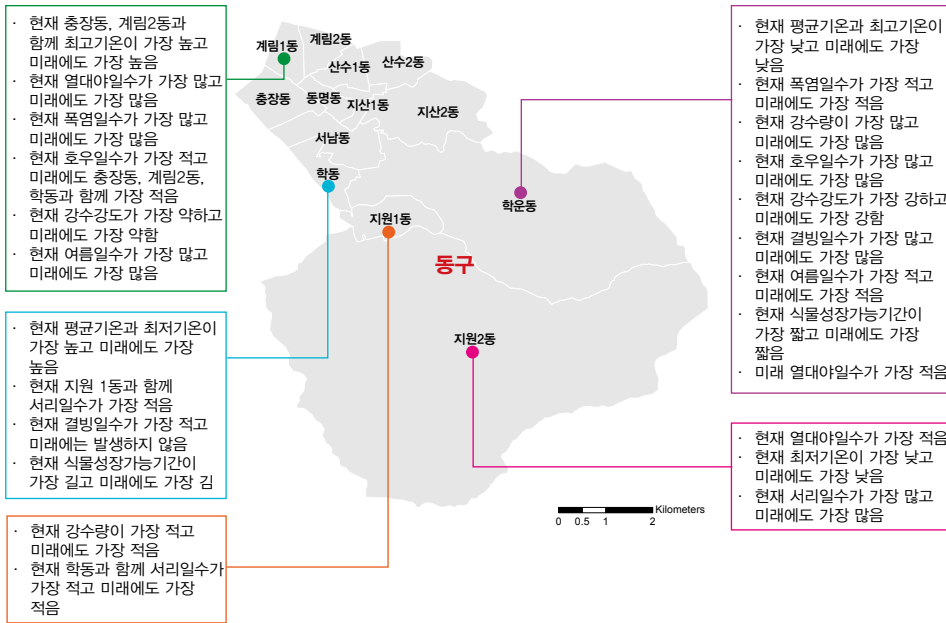 · 현재 충장동, 계림2동과
함께 최고기온이 가장 높고
미래에도 가장 높음
· 현재 열대야일수가 가장 많고
미래에도 가장 많음
· 현재 폭염일수가 가장 많고
미래에도 가장 많음
· 현재 호우일수가 가장 적고
미래에도 충장동, 계림2동,
학동과 함께 가장 적음
· 현재 강수강도가 가장 약하고
미래에도 가장 약함
· 현재 여름일수가 가장 많고
미래에도 가장 많음
· 현재 평균기온과 최저기온이
가장 높고 미래에도 가장
높음
· 현재 지원 1동과 함께
서리일수가 가장 적음
· 현재 결빙일수가 가장 적고
미래에는 발생하지 않음
· 현재 식물성장가능기간이
가장 길고 미래에도 가장 김
· 현재 강수량이 가장 적고
미래에도 가장 적음
· 현재 학동과 함께 서리일수가
가장 적고 미래에도 가장
적음
계림1동
계림2동
산수1동
산수2동
충장동
동명동
지산1동
지산2동
서남동
학동
지원1동
학운동
동구
지원2동
0 0.5 1 2 Kilometers
· 현재 평균기온과 최고기온이
가장 낮고 미래에도 가장
낮음
· 현재 폭염일수가 가장 적고
미래에도 가장 적음
· 현재 강수량이 가장 많고
미래에도 가장 많음
· 현재 호우일수가 가장 많고
미래에도 가장 많음
· 현재 강수강도가 가장 강하고
미래에도 가장 강함
· 현재 결빙일수가 가장 많고
미래에도 가장 많음
· 현재 여름일수가 가장 적고
미래에도 가장 적음
· 현재 식물성장가능기간이
가장 짧고 미래에도 가장
짧음
· 미래 열대야일수가 가장 적음
· 현재 열대야일수가 가장 적음
· 현재 최저기온이 가장 낮고
미래에도 가장 낮음
· 현재 서리일수가 가장 많고
미래에도 가장 많음